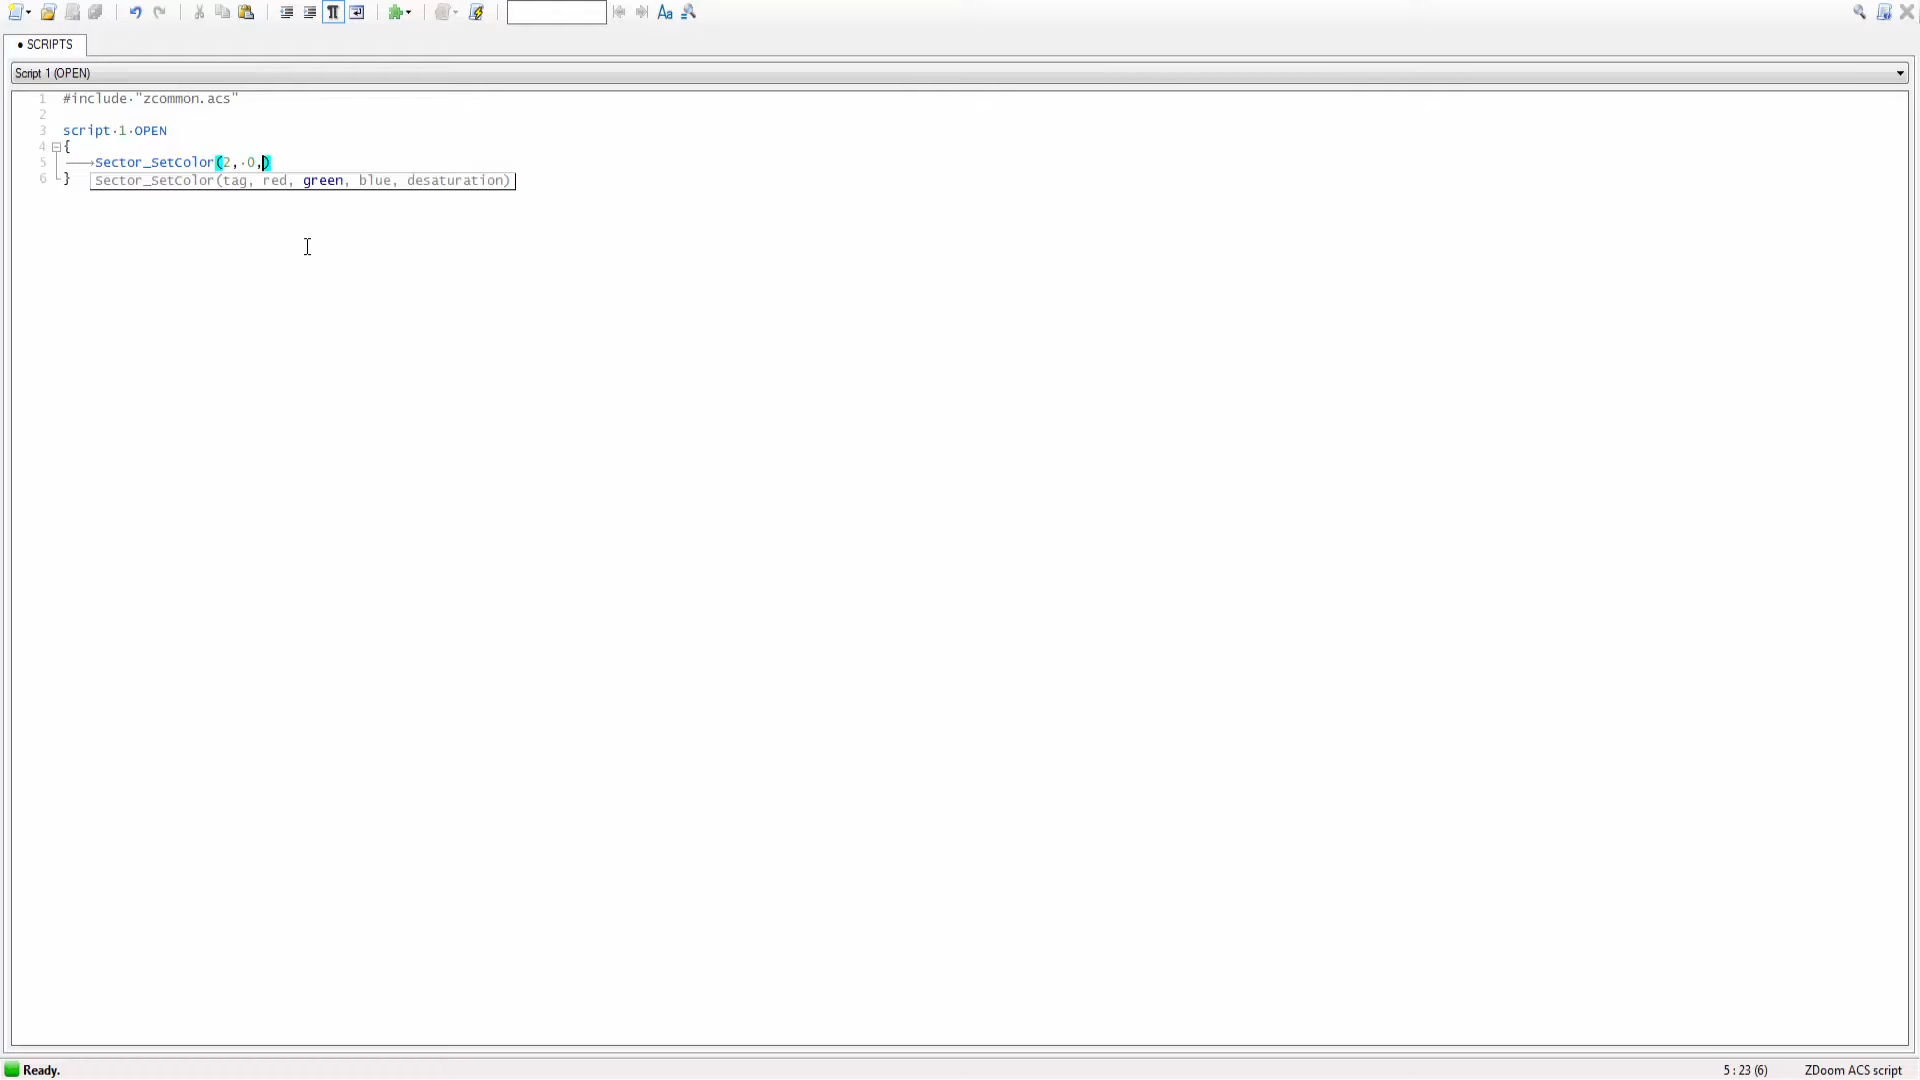 SCRIPTS
Script 1 (OPEN)
1 #include "zcommon.acs"
2
3 script 1 OPEN
4 {
5 Sector_SetColor(2, 0,)
6 }
Sector_SetColor(tag, red, green, blue, desaturation)
Ready.
5 : 23 (6)
ZDoom ACS script